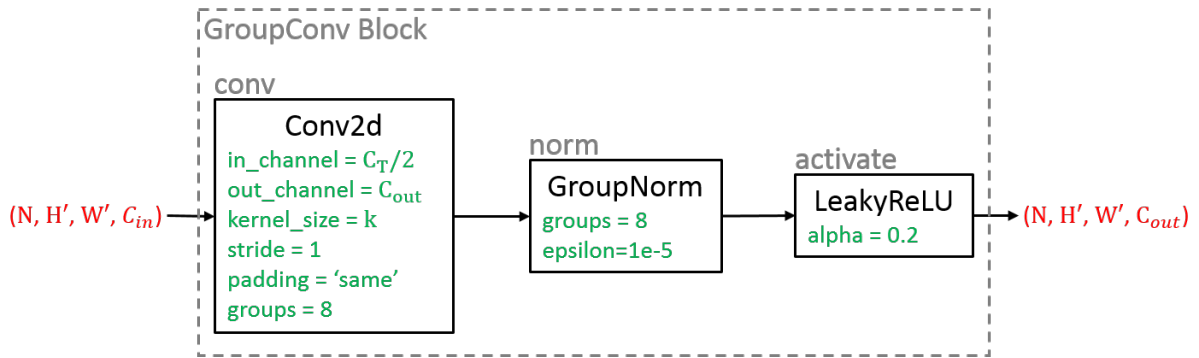 GroupConv Block
conv
Conv2d
in_channel = C_T/2
out_channel = C_out
kernel_size = k
stride = 1
padding = ‘same’
groups = 8
norm
GroupNorm
groups = 8
epsilon=1e-5
activate
LeakyReLU
alpha = 0.2
(N, H′, W′, C_in)
(N, H′, W′, C_out)